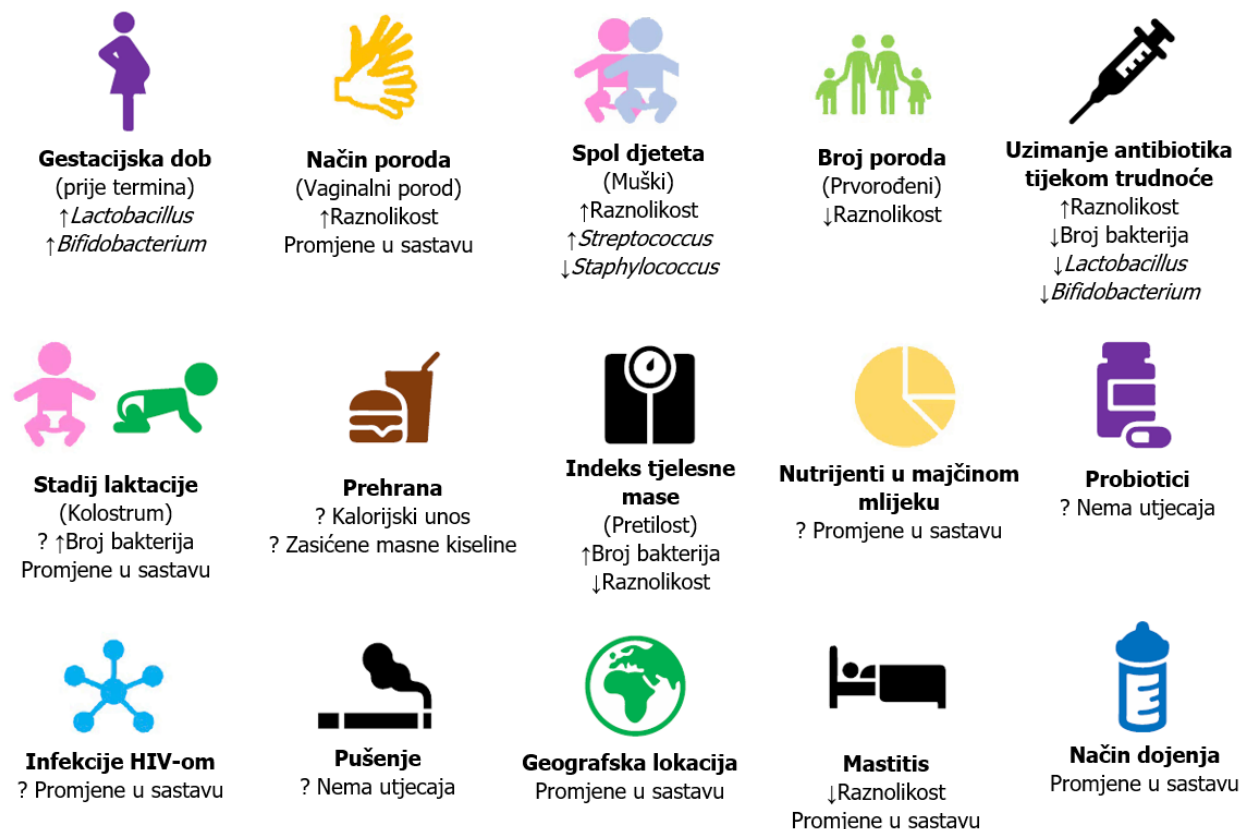 Gestacijska dob
(prije termina)
↑Lactobacillus
↑Bifidobacterium
Način poroda
(Vaginalni porod)
↑Raznolikost
Promjene u sastavu
Spol djeteta
(Muški)
↑Raznolikost
↑Streptococcus
↓Staphylococcus
Broj poroda
(Prvorođeni)
↓Raznolikost
Uzimanje antibiotika
tijekom trudnoće
↑Raznolikost
↓Broj bakterija
↓Lactobacillus
↓Bifidobacterium
Stadij laktacije
(Kolostrum)
? ↑Broj bakterija
Promjene u sastavu
Prehrana
? Kalorijski unos
? Zasićene masne kiseline
Indeks tjelesne
mase
(Pretilost)
↑Broj bakterija
↓Raznolikost
Nutrijenti u majčinom
mlijeku
? Promjene u sastavu
Probiotici
? Nema utjecaja
Infekcije HIV-om
? Promjene u sastavu
Pušenje
? Nema utjecaja
Geografska lokacija
Promjene u sastavu
Mastitis
↓Raznolikost
Promjene u sastavu
Način dojenja
Promjene u sastavu